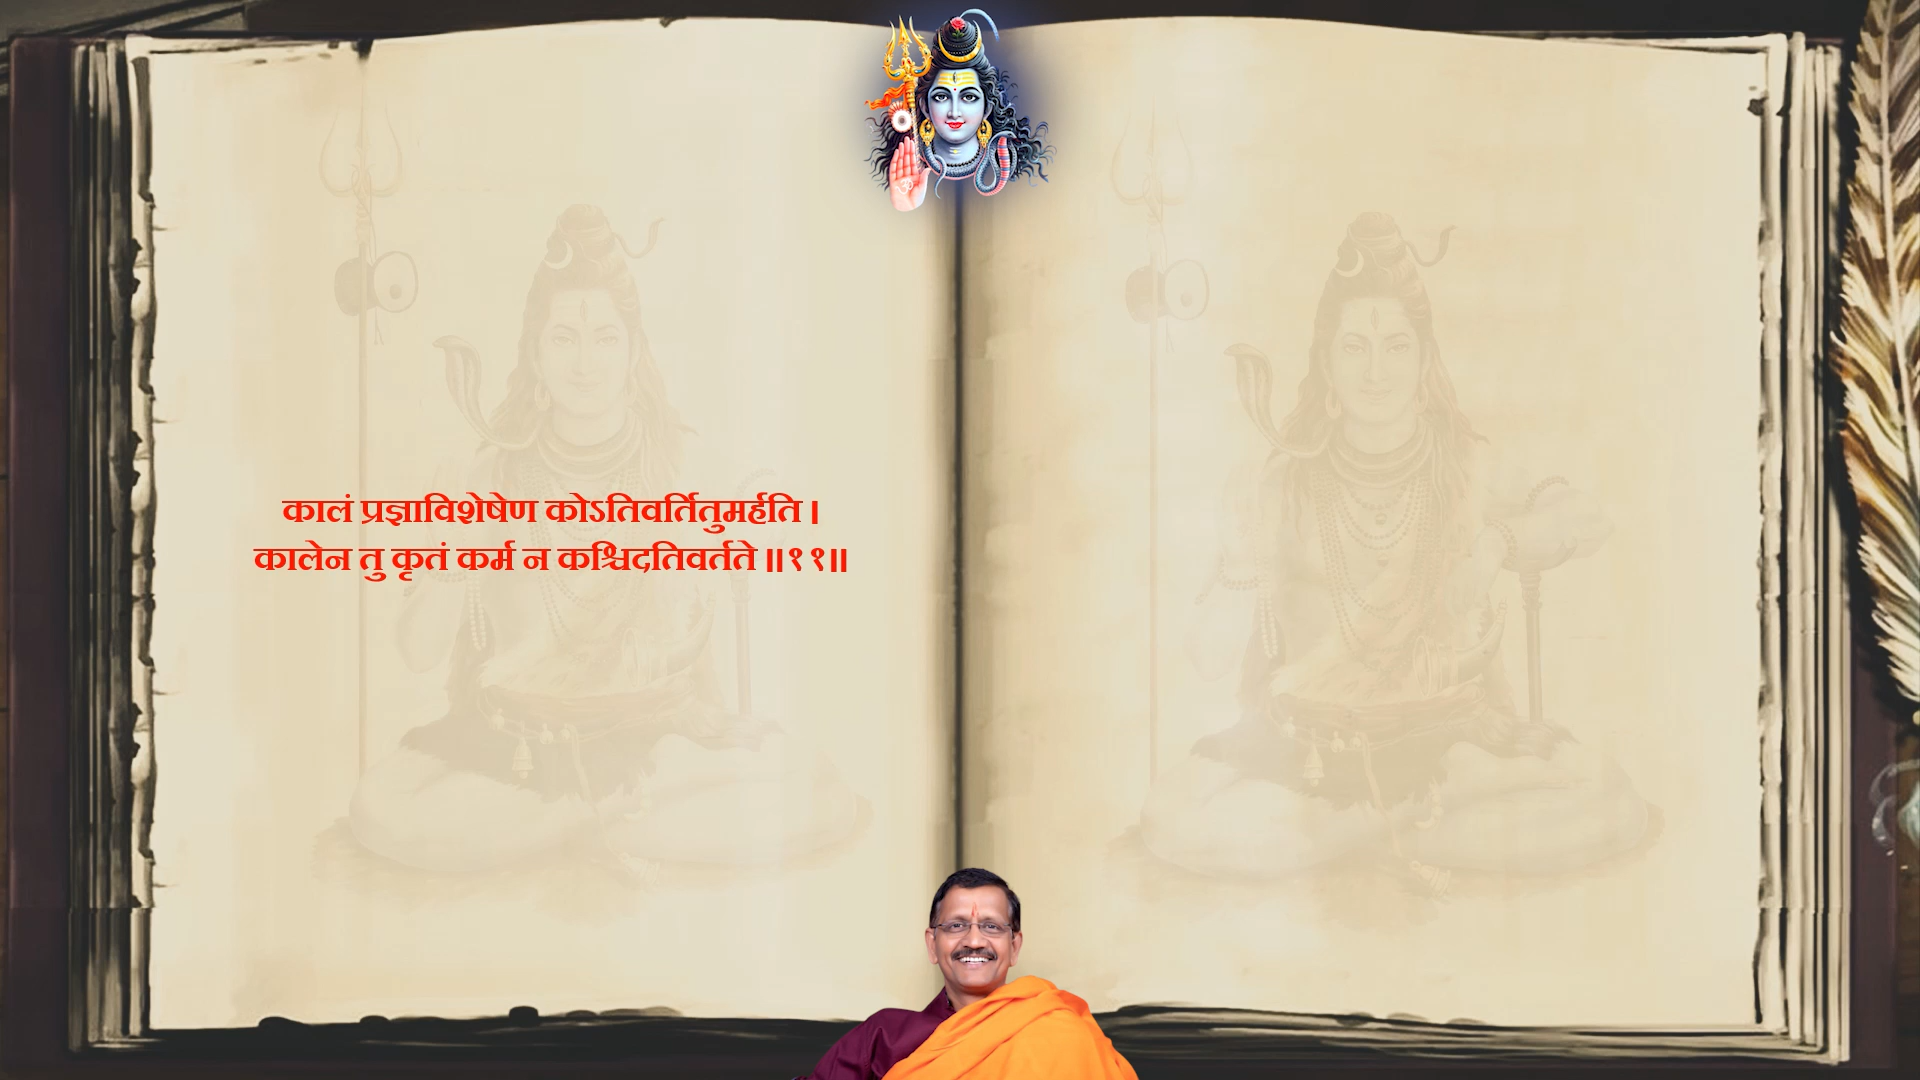 कालं प्रज्ञाविशेषेण कोऽतिवर्तितुमर्हति ।
कालेन तु कृतं कर्म न कश्चिदतिवर्तते ॥११॥